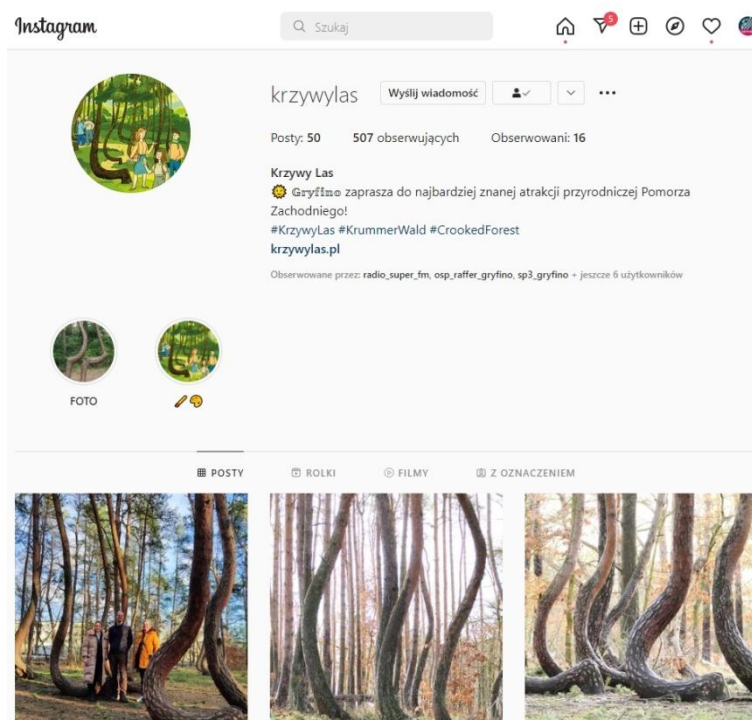 Instagram
Szukaj
5
krzywylas
Wyślij wiadomość
Posty: 50
507 obserwujących
Obserwowani: 16
Krzywy Las
Gryfino zaprasza do najbardziej znanej atrakcji przyrodniczej Pomorza
Zachodniego!
#KrzywyLas #KrummerWald #CrookedForest
krzywylas.pl
Obserwowane przez: radio_super_fm, osp_raffer_gryfino, sp3_gryfino + jeszcze 6 użytkowników
FOTO
POSTY
ROLKI
FILMY
Z OZNACZENIEM